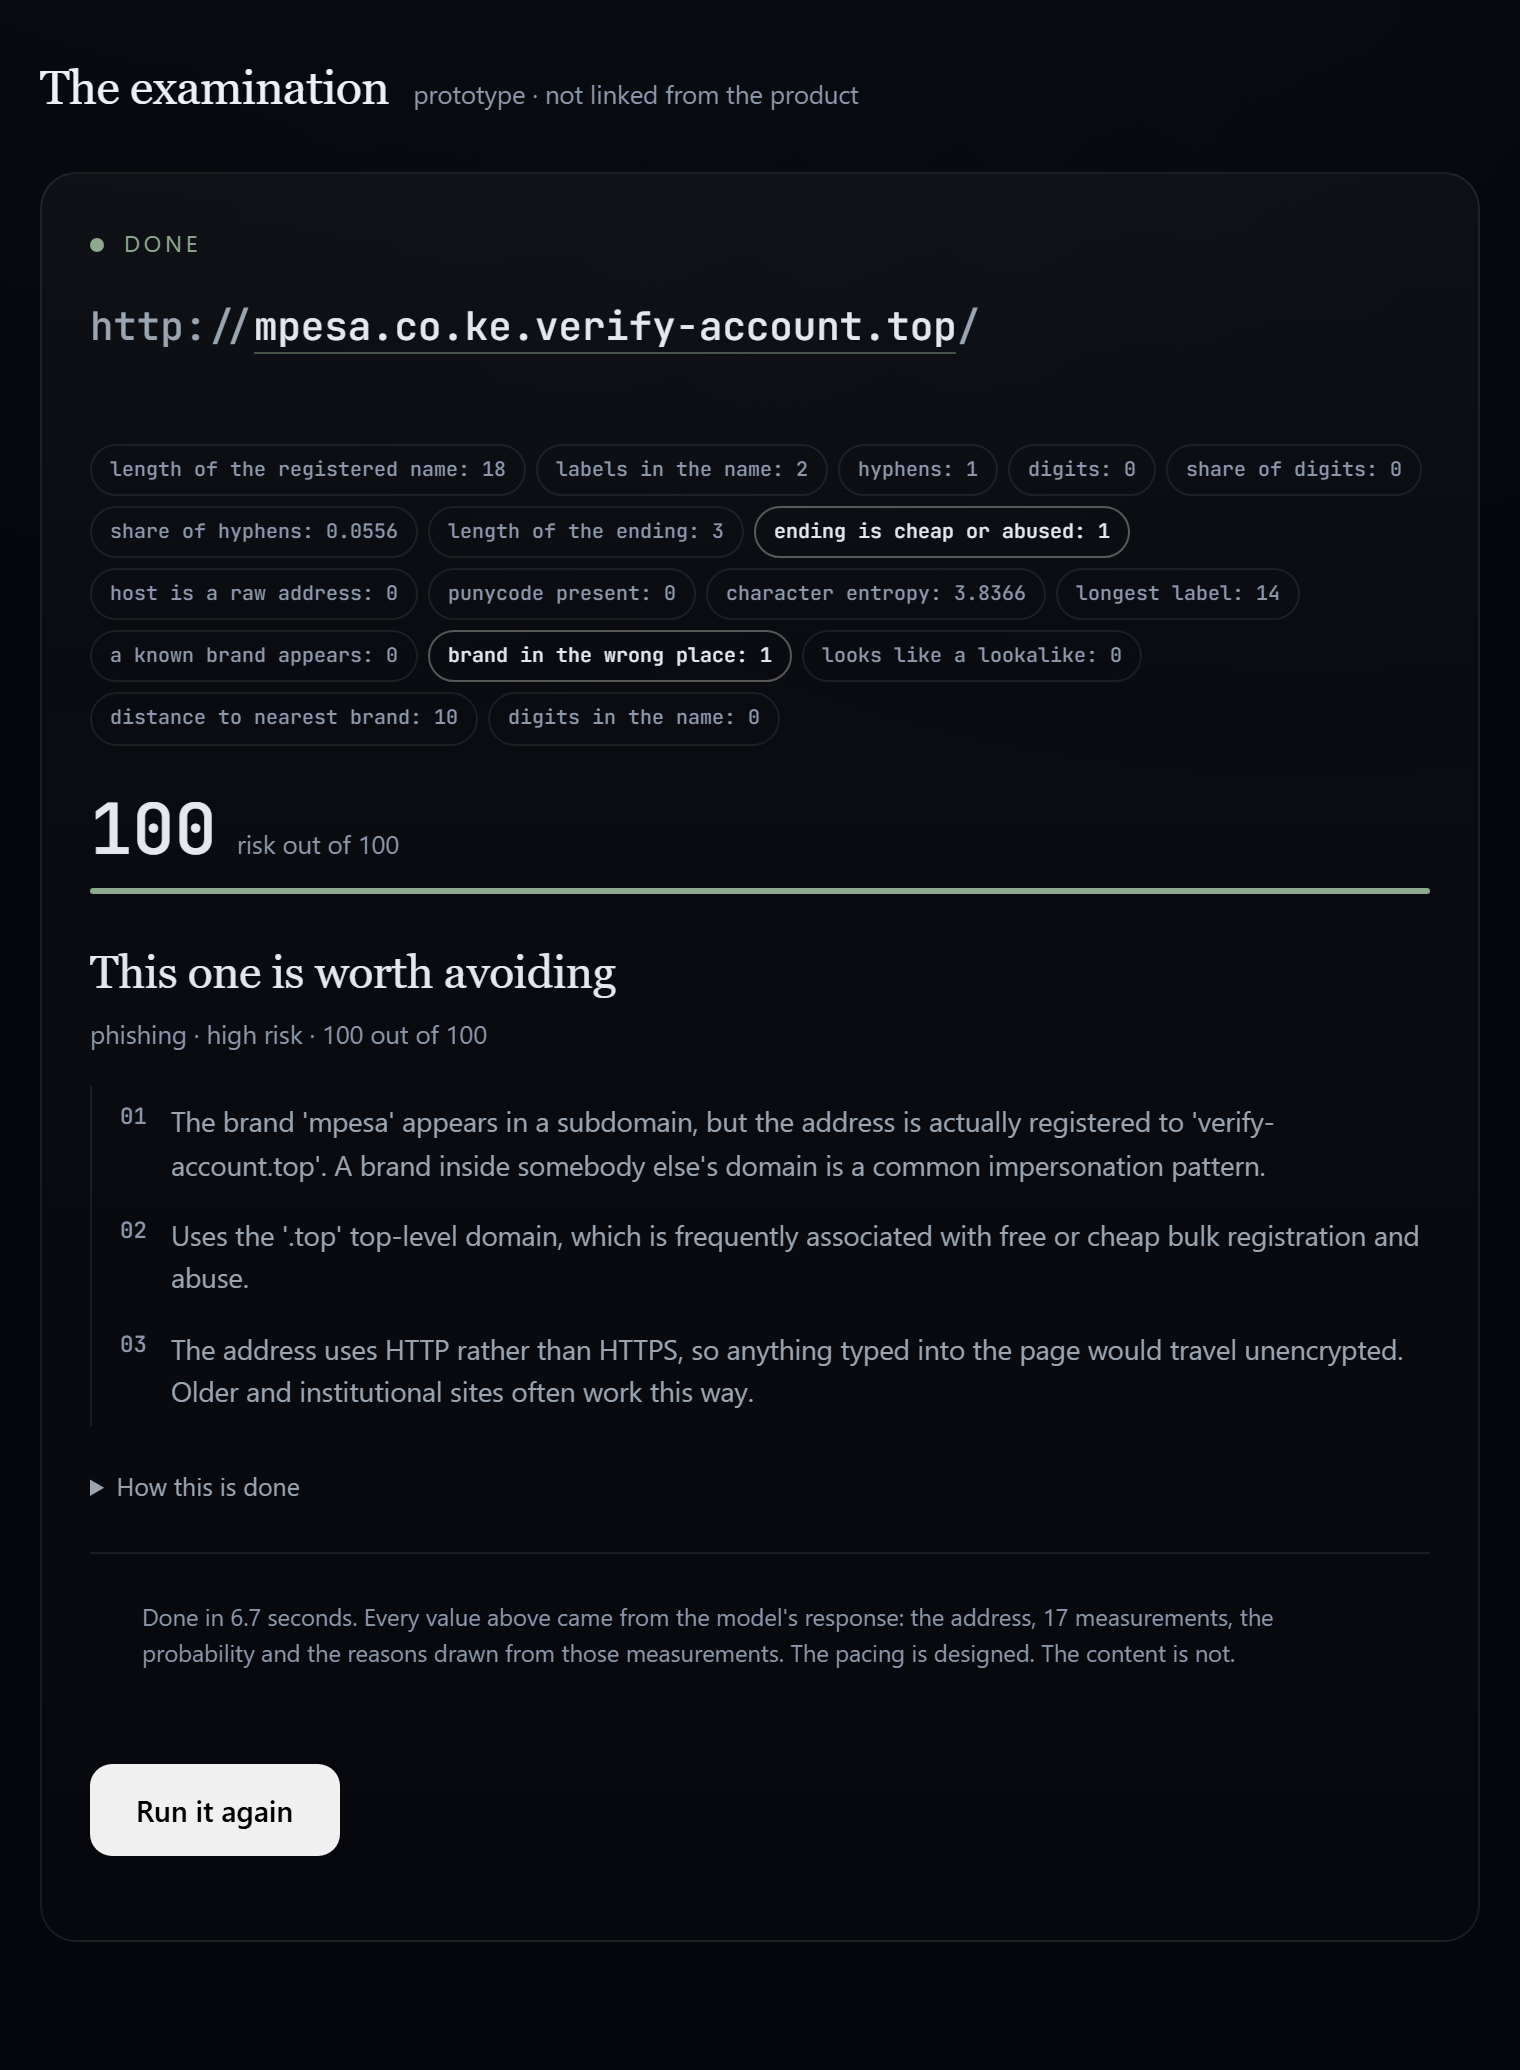 The examination prototype · not linked from the product
DONE
http://mpesa.co.ke.verify-account.top/
length of the registered name: 18 labels in the name: 2 hyphens: 1 digits: 0 share of digits: 0
share of hyphens: 0.0556 length of the ending: 3 ending is cheap or abused: 1
host is a raw address: 0 punycode present: 0 character entropy: 3.8366 longest label: 14
a known brand appears: 0 brand in the wrong place: 1 looks like a lookalike: 0
distance to nearest brand: 10 digits in the name: 0
100 risk out of 100
This one is worth avoiding
phishing · high risk · 100 out of 100
01 The brand 'mpesa' appears in a subdomain, but the address is actually registered to 'verify-
account.top'. A brand inside somebody else's domain is a common impersonation pattern.
02 Uses the '.top' top-level domain, which is frequently associated with free or cheap bulk registration and
abuse.
03 The address uses HTTP rather than HTTPS, so anything typed into the page would travel unencrypted.
Older and institutional sites often work this way.
▶ How this is done
Done in 6.7 seconds. Every value above came from the model's response: the address, 17 measurements, the
probability and the reasons drawn from those measurements. The pacing is designed. The content is not.
Run it again